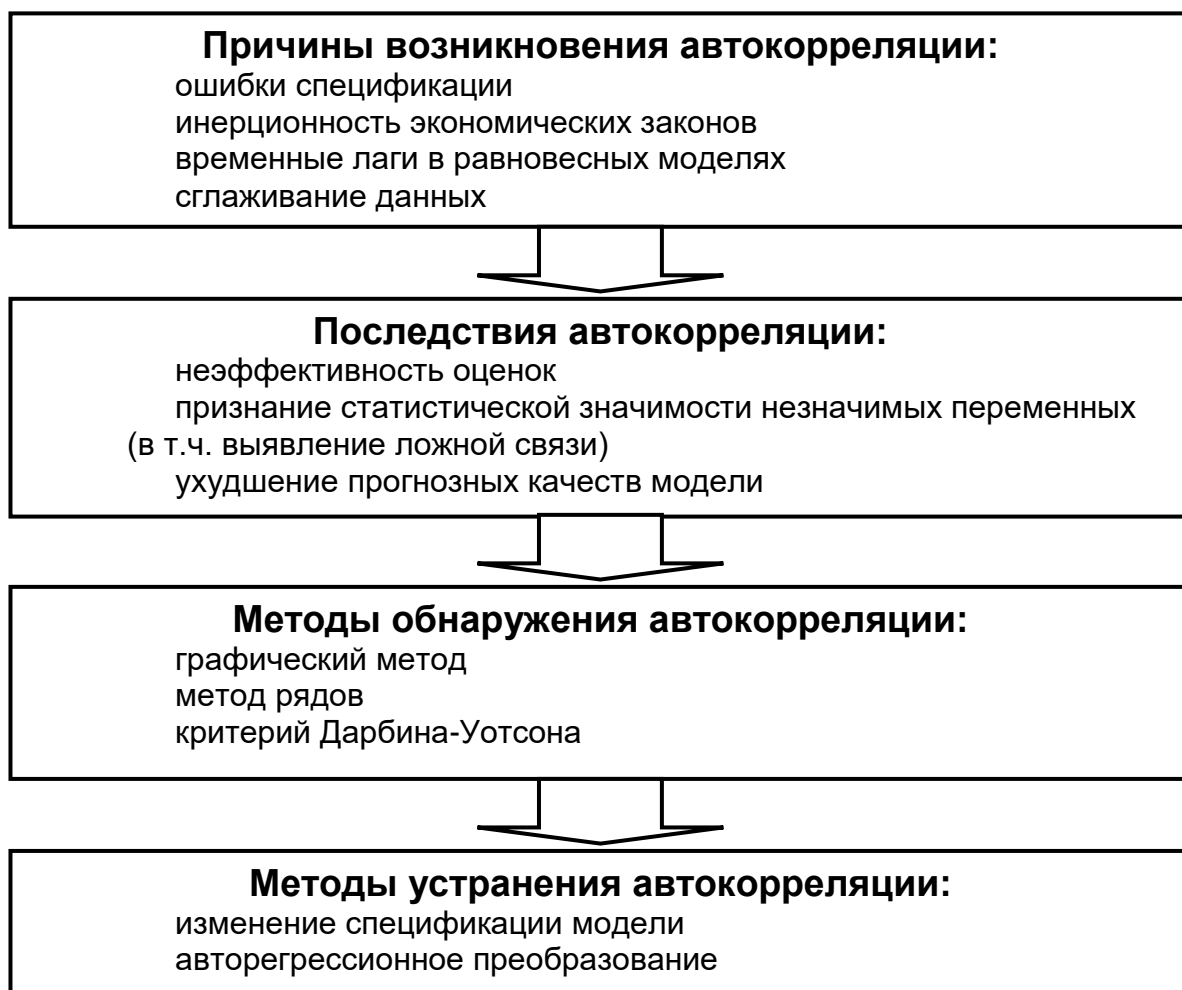 Причины возникновения автокорреляции:
ошибки спецификации
инерционность экономических законов
временные лаги в равновесных моделях
сглаживание данных
Последствия автокорреляции:
неэффективность оценок
признание статистической значимости незначимых переменных
(в т.ч. выявление ложной связи)
ухудшение прогнозных качеств модели
Методы обнаружения автокорреляции:
графический метод
метод рядов
критерий Дарбина-Уотсона
Методы устранения автокорреляции:
изменение спецификации модели
авторегрессионное преобразование